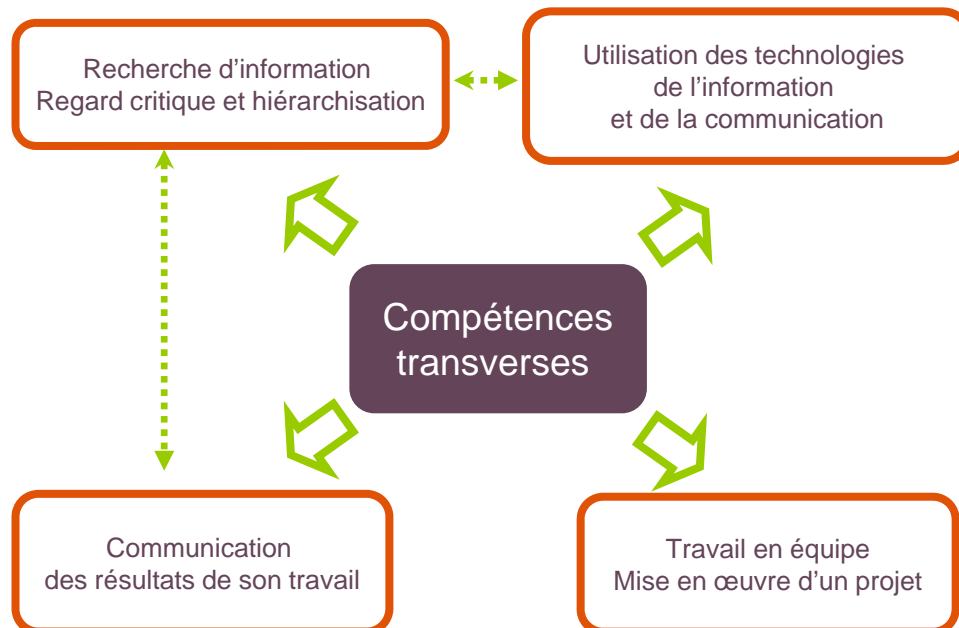 Recherche d'information
Regard critique et hiérarchisation
Utilisation des technologies
de l'information
et de la communication
Compétences
transverses
Communication
des résultats de son travail
Travail en équipe
Mise en œuvre d'un projet